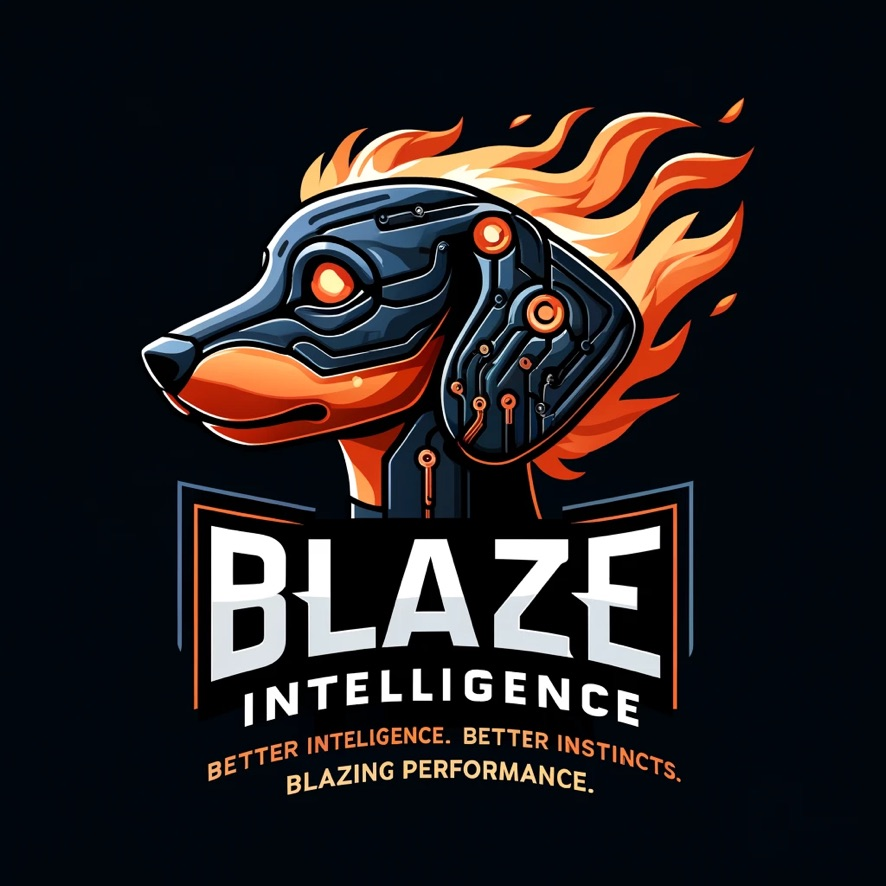 BLAZE
INTELLIGENCE
BETTER INTELIGENCE. BETTER INSTINCTS.
BLAZING PERFORMANCE.